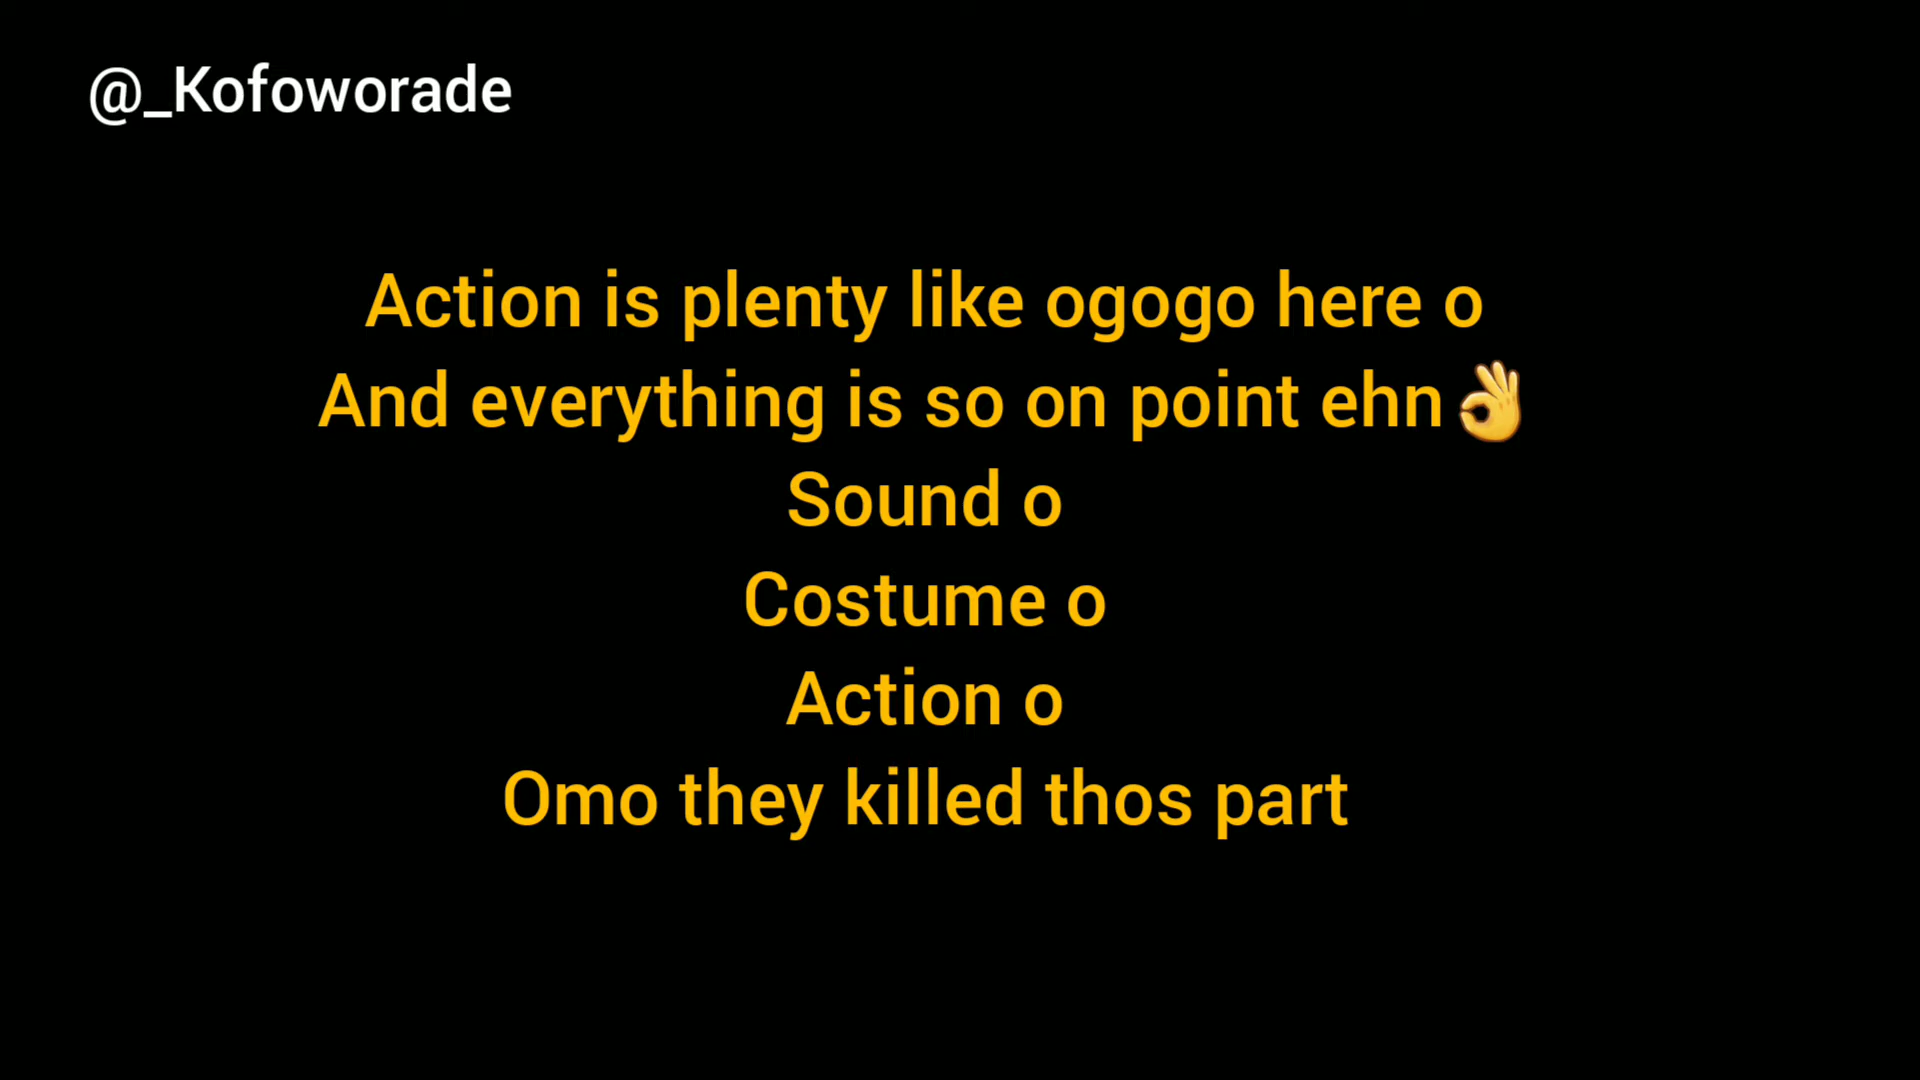 @_Kofoworade
Action is plenty like ogogo here o
And everything is so on point ehn👌
Sound o
Costume o
Action o
Omo they killed thos part